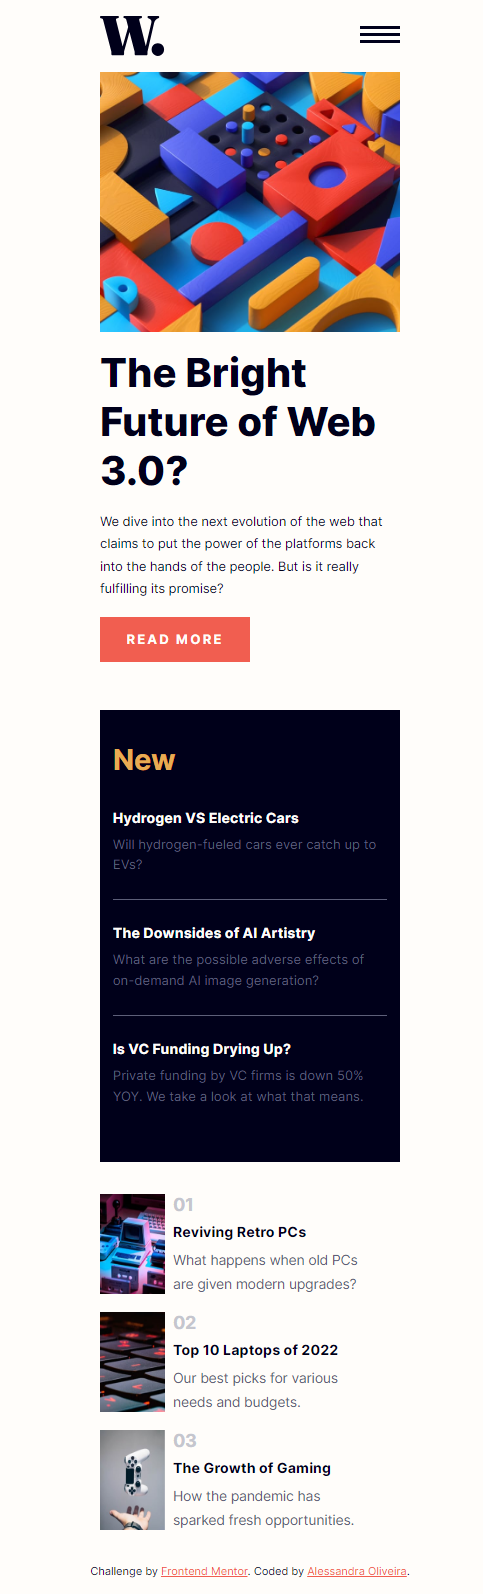 W.
The Bright
Future of Web
3.0?
We dive into the next evolution of the web that
claims to put the power of the platforms back
into the hands of the people. But is it really
fulfilling its promise?
READ MORE
New
Hydrogen VS Electric Cars
Will hydrogen-fueled cars ever catch up to
EVs?
The Downsides of AI Artistry
What are the possible adverse effects of
on-demand AI image generation?
Is VC Funding Drying Up?
Private funding by VC firms is down 50%
YOY. We take a look at what that means.
01
Reviving Retro PCs
What happens when old PCs
are given modern upgrades?
02
Top 10 Laptops of 2022
Our best picks for various
needs and budgets.
03
The Growth of Gaming
How the pandemic has
sparked fresh opportunities.
Challenge by Frontend Mentor. Coded by Alessandra Oliveira.